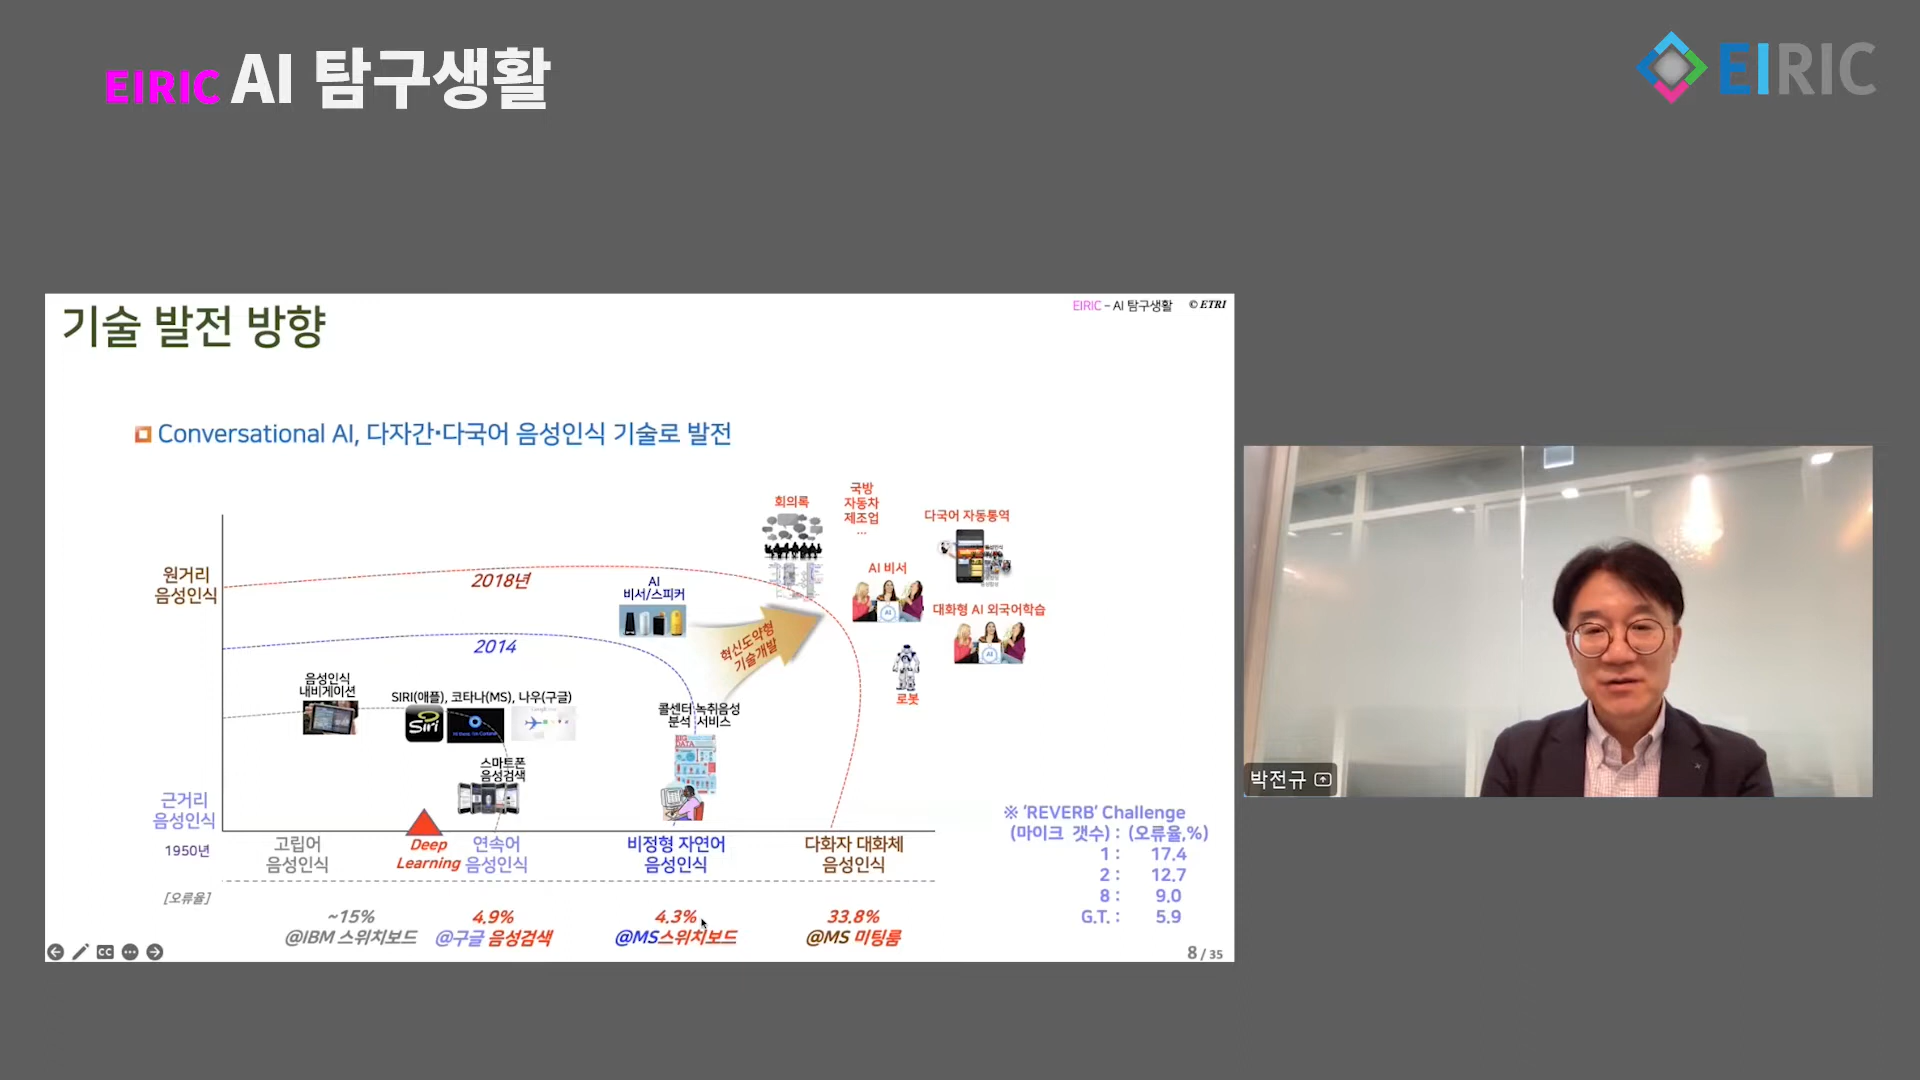 EIRIC AI 탐구생활
EIRIC
기술 발전 방향
EIRIC – AI 탐구생활 © ETRI
Conversational AI, 다자간•다국어 음성인식 기술로 발전
회의록
국방
자동차
제조업
...
다국어 자동통역
원거리
음성인식
2018년
AI
비서/스피커
AI 비서
대화형 AI 외국어학습
혁신도약형
기술개발
2014
음성인식
내비게이션
SIRI(애플), 코타나(MS), 나우(구글)
Siri
로봇
콜센터 녹취음성
분석 서비스
BIG
DATA
스마트폰
음성검색
근거리
음성인식
1950년
고립어
음성인식
Deep
Learning
연속어
음성인식
비정형 자연어
음성인식
다화자 대화체
음성인식
※ 'REVERB' Challenge
(마이크 갯수) : (오류율,%)
1 : 17.4
2 : 12.7
8 : 9.0
G.T. : 5.9
[오류율]
~15%
@IBM 스위치보드
4.9%
@구글 음성검색
4.3%
@MS스위치보드
33.8%
@MS 미팅룸
CC
8 / 35
박전규